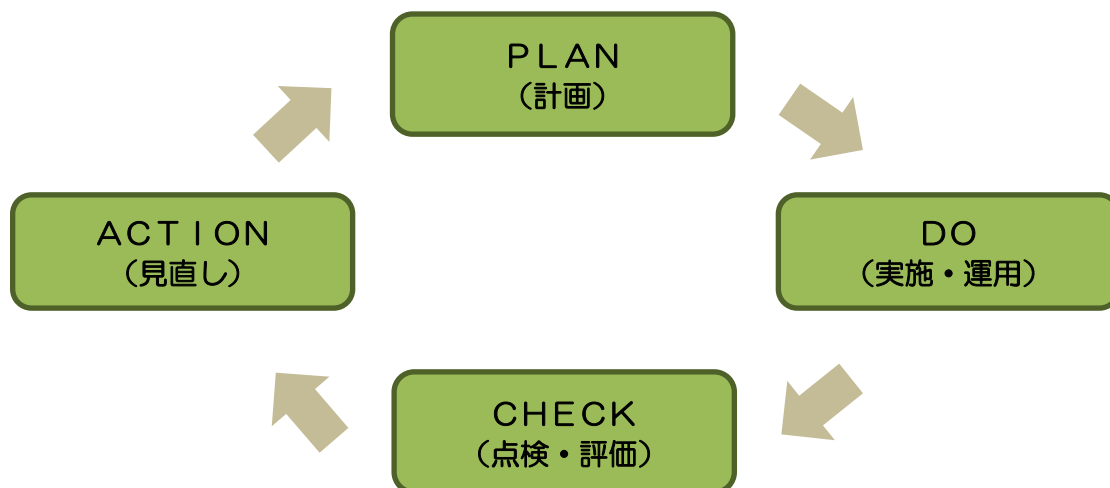 ＰＬＡＮ
（計画）
ＤＯ
（実施・運用）
ＣＨＥＣＫ
（点検・評価）
ＡＣＴＩＯＮ
（見直し）